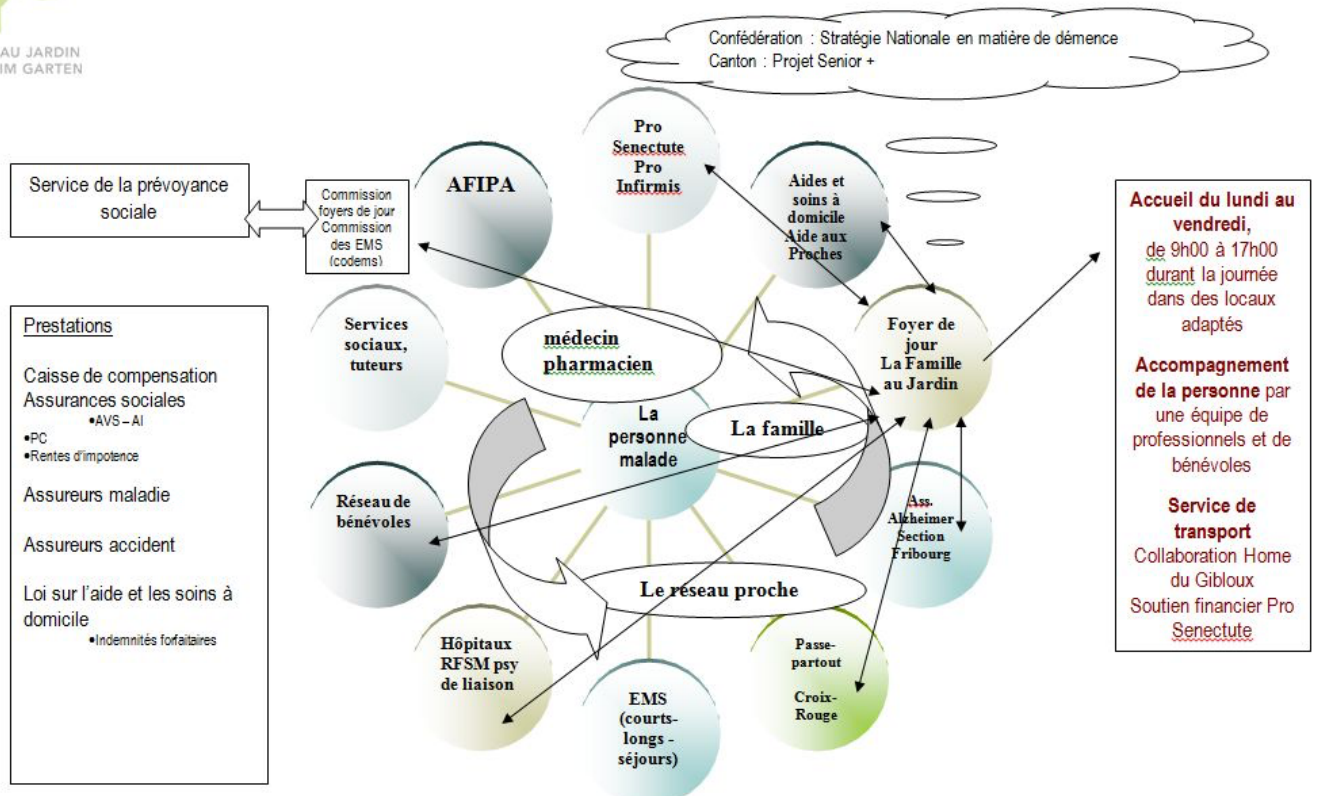 AU JARDIN
IM GARTEN
Confédération : Stratégie Nationale en matière de démence
Canton : Projet Senior +
Service de la prévoyance
sociale
Commission
foyers de jour
Commission
des EMS
(codems)
AFIPA
Pro
Senectute
Pro
Infirmis
Aides et
soins à
domicile
Aide aux
Proches
Accueil du lundi au
vendredi,
de 9h00 à 17h00
durant la journée
dans des locaux
adaptés
Accompagnement
de la personne par
une équipe de
professionnels et de
bénévoles
Service de
transport
Collaboration Home
du Gibloux
Soutien financier Pro
Senectute
Prestations
Caisse de compensation
Assurances sociales
•AVS – AI
•PC
•Rentes d'impotence
Assureurs maladie
Assureurs accident
Loi sur l'aide et les soins à
domicile
•Indemnités forfaitaires
Services
sociaux,
tuteurs
médecin
pharmacien
Foyer de
jour
La Famille
au Jardin
La
personne
malade
La famille
Réseau de
bénévoles
Ass.
Alzheimer
Section
Fribourg
Le réseau proche
Hôpitaux
RFSM psy
de liaison
EMS
(courts-
longs -
séjours)
Passe-
partout
Croix-
Rouge